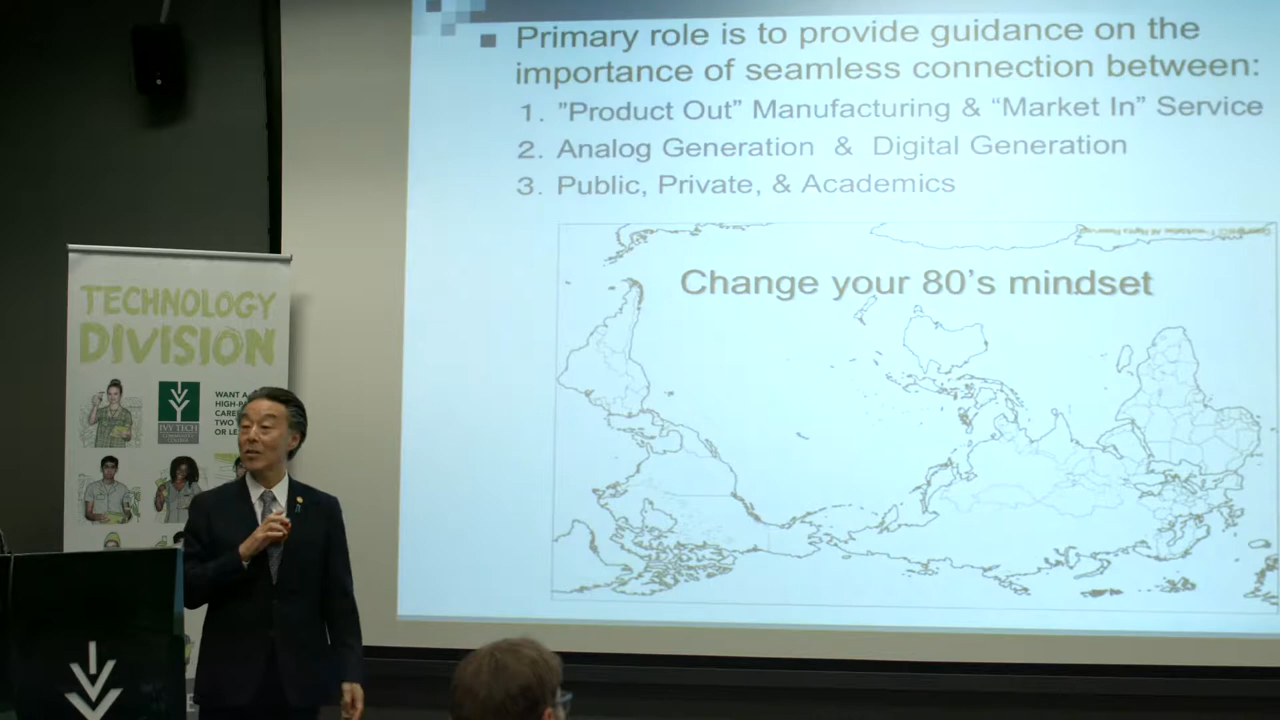 Primary role is to provide guidance on the
importance of seamless connection between:
1. ”Product Out” Manufacturing & “Market In” Service
2. Analog Generation & Digital Generation
3. Public, Private, & Academics
Change your 80’s mindset
TECHNOLOGY
DIVISION
WANT A
HIGH-PA
CARE
TWO
OR LE
IVY TECH
COMMUNITY COLLEGE